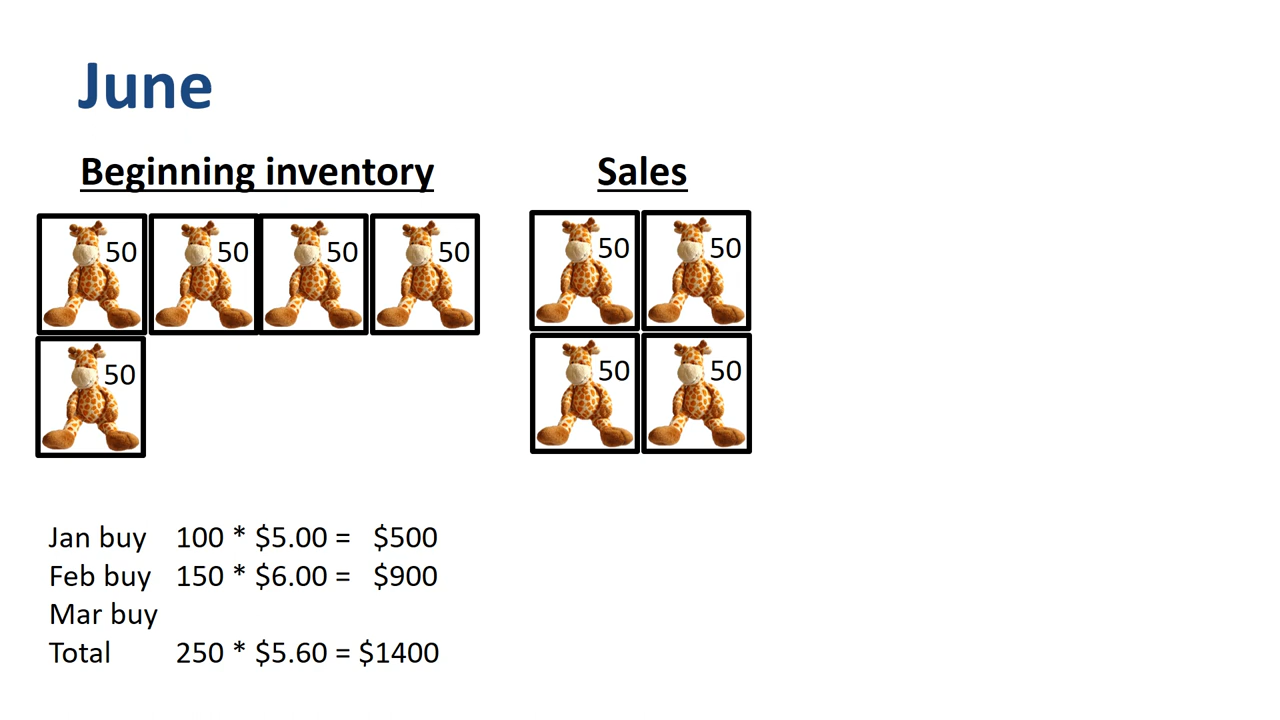 June
Beginning inventory
Sales
50 50 50 50
50 50
50
50 50
Jan buy 100 * $5.00 = $500
Feb buy 150 * $6.00 = $900
Mar buy
Total 250 * $5.60 = $1400